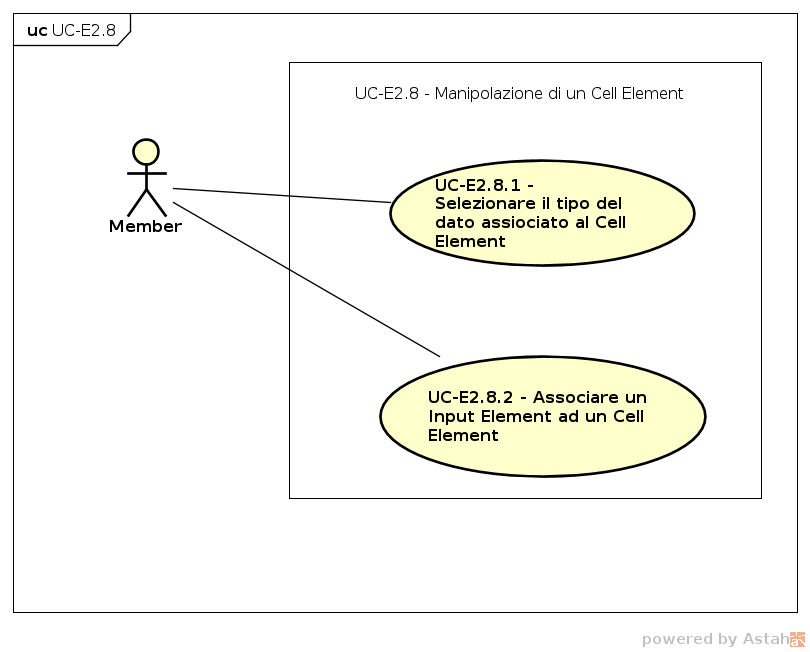 uc UC-E2.8
UC-E2.8 - Manipolazione di un Cell Element
Member
UC-E2.8.1 -
Selezionare il tipo del
dato assiociato al Cell
Element
UC-E2.8.2 - Associare un
Input Element ad un Cell
Element
powered by Astah